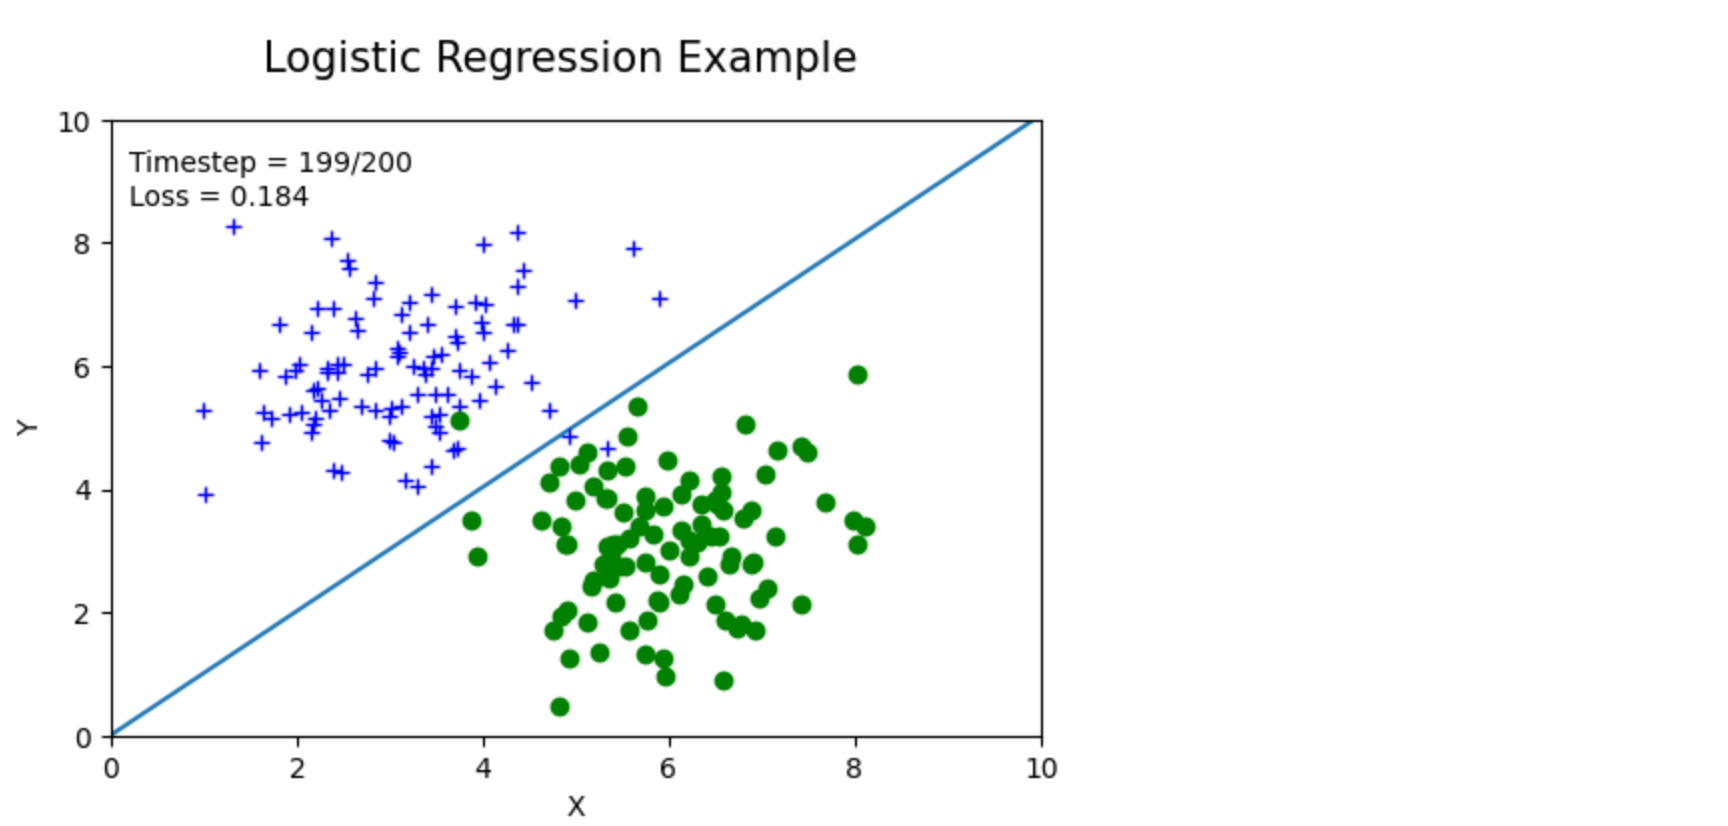 Logistic Regression Example
10
Timestep = 199/200
Loss = 0.184
8
6
Y
4
2
0
0 2 4 6 8 10
X